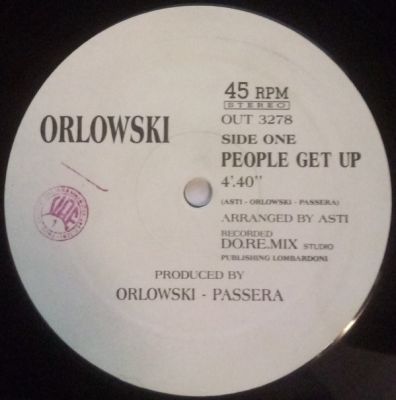 45 RPM
STEREO
OUT 3278
ORLOWSKI
SIDE ONE
PEOPLE GET UP
4'.40"
(ASTI - ORLOWSKI - PASSERA)
ARRANGED BY ASTI
RECORDED
DO.RE.MIX STUDIO
PUBLISHING LOMBARDONI
PRODUCED BY
ORLOWSKI - PASSERA